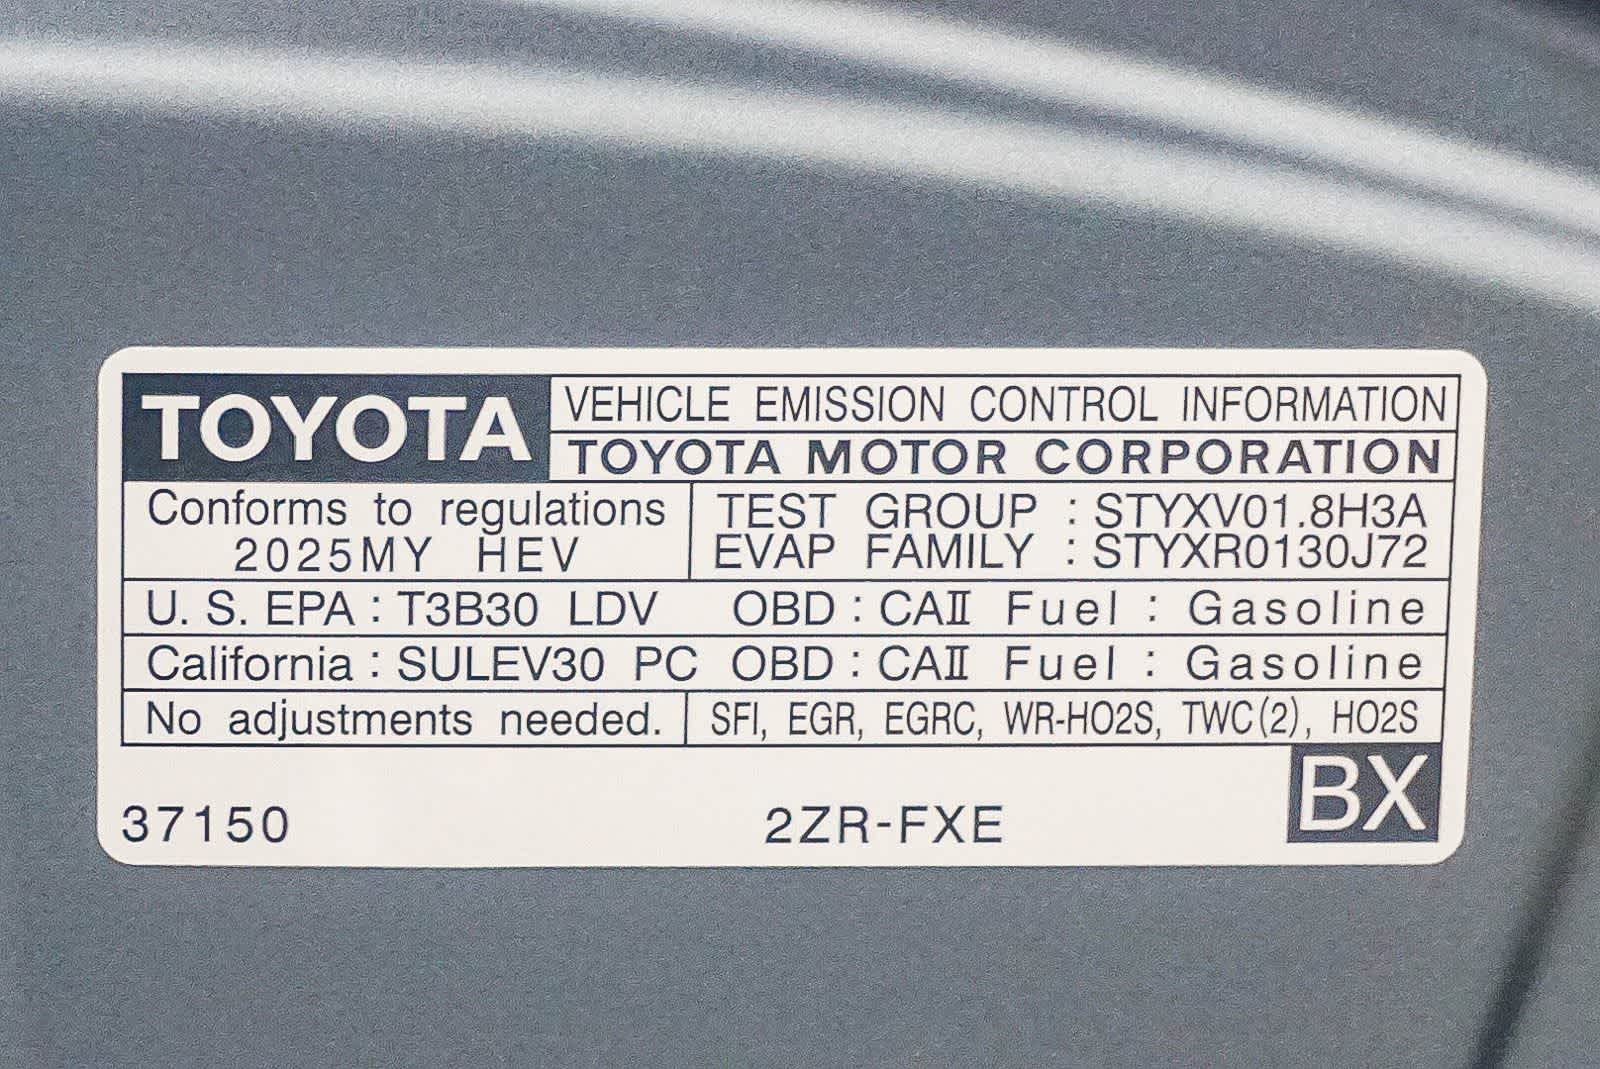 TOYOTA
VEHICLE EMISSION CONTROL INFORMATION
TOYOTA MOTOR CORPORATION
Conforms to regulations
2025MY HEV
TEST GROUP : STYXV01.8H3A
EVAP FAMILY : STYXR0130J72
U. S. EPA : T3B30 LDV OBD : CAⅡ Fuel : Gasoline
California : SULEV30 PC OBD : CAⅡ Fuel : Gasoline
No adjustments needed.
SFI, EGR, EGRC, WR-HO2S, TWC(2), HO2S
37150
2ZR-FXE
BX